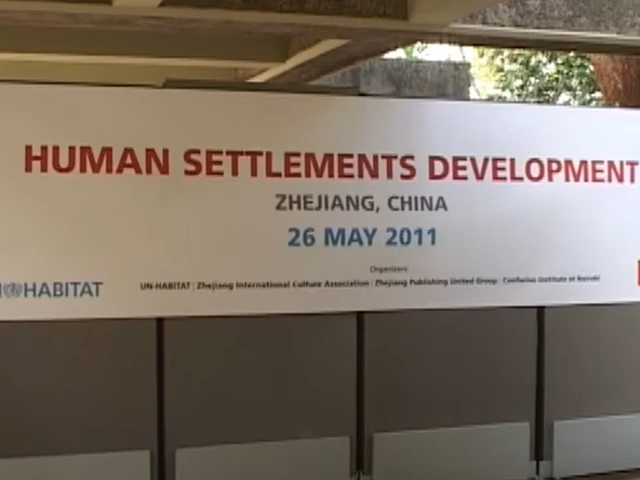 HUMAN SETTLEMENTS DEVELOPMENT
ZHEJIANG, CHINA
26 MAY 2011
Organizers
UN-HABITAT | Zhejiang International Culture Association | Zhejiang Publishing United Group | Confucius Institute at Nairobi
HABITAT